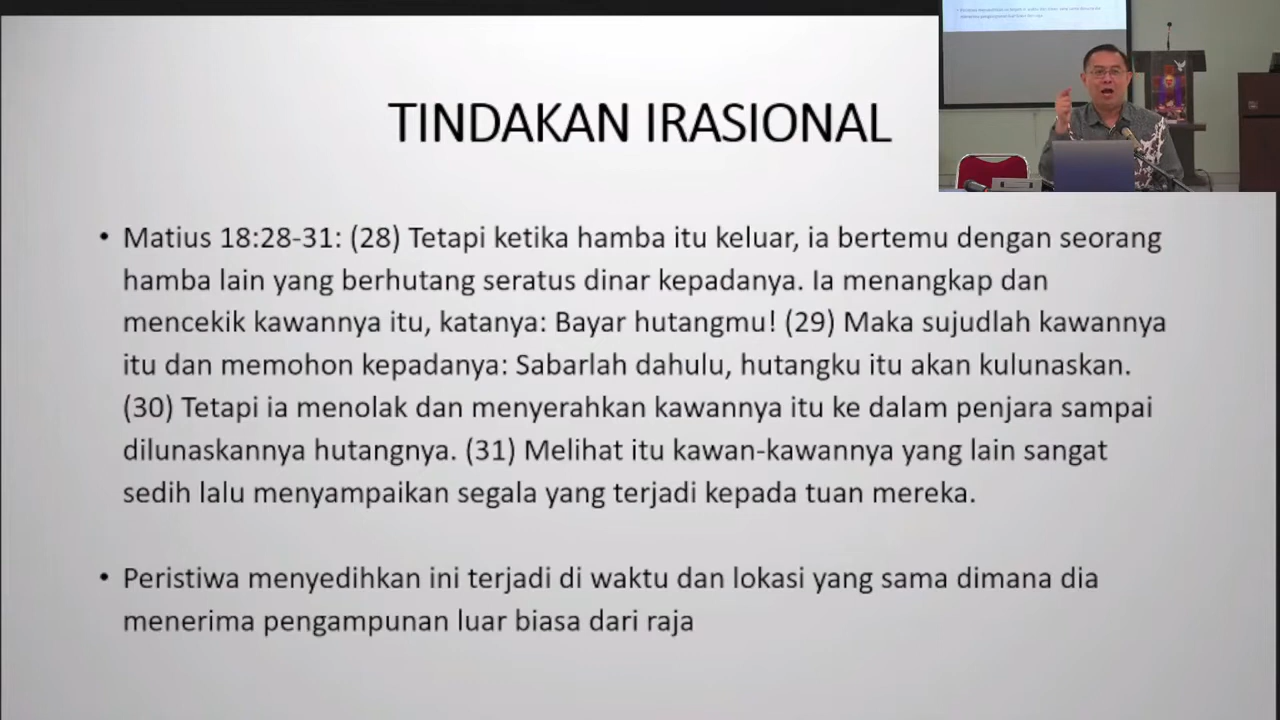 TINDAKAN IRASIONAL
• Matius 18:28-31: (28) Tetapi ketika hamba itu keluar, ia bertemu dengan seorang
hamba lain yang berhutang seratus dinar kepadanya. Ia menangkap dan
mencekik kawannya itu, katanya: Bayar hutangmu! (29) Maka sujudlah kawannya
itu dan memohon kepadanya: Sabarlah dahulu, hutangku itu akan kulunaskan.
(30) Tetapi ia menolak dan menyerahkan kawannya itu ke dalam penjara sampai
dilunaskannya hutangnya. (31) Melihat itu kawan-kawannya yang lain sangat
sedih lalu menyampaikan segala yang terjadi kepada tuan mereka.
• Peristiwa menyedihkan ini terjadi di waktu dan lokasi yang sama dimana dia
menerima pengampunan luar biasa dari raja